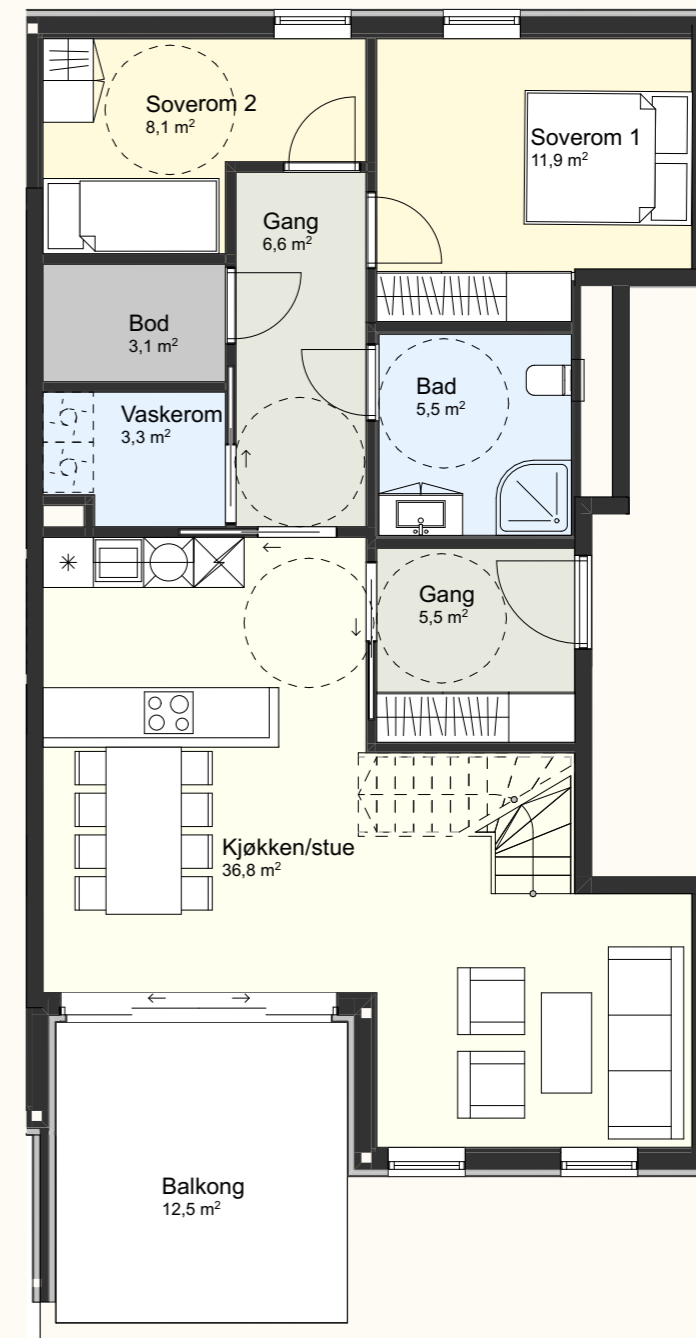 Soverom 2
8,1 m²
Soverom 1
11,9 m²
Gang
6,6 m²
Bod
3,1 m²
Bad
5,5 m²
Vaskerom
3,3 m²
Gang
5,5 m²
Kjøkken/stue
36,8 m²
Balkong
12,5 m²